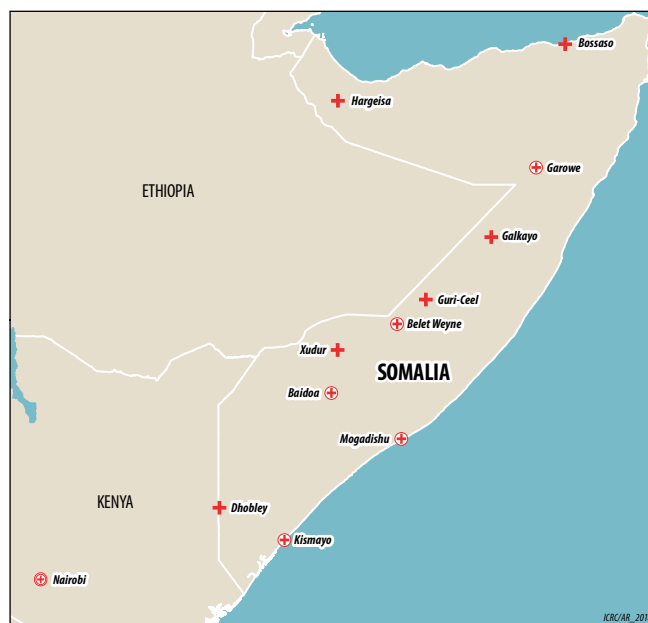 Bossaso
Hargeisa
Garowe
ETHIOPIA
Galkayo
Guri-Ceel
Belet Weyne
Xudur
SOMALIA
Baidoa
Mogadishu
KENYA
Dhobley
Kismayo
Nairobi